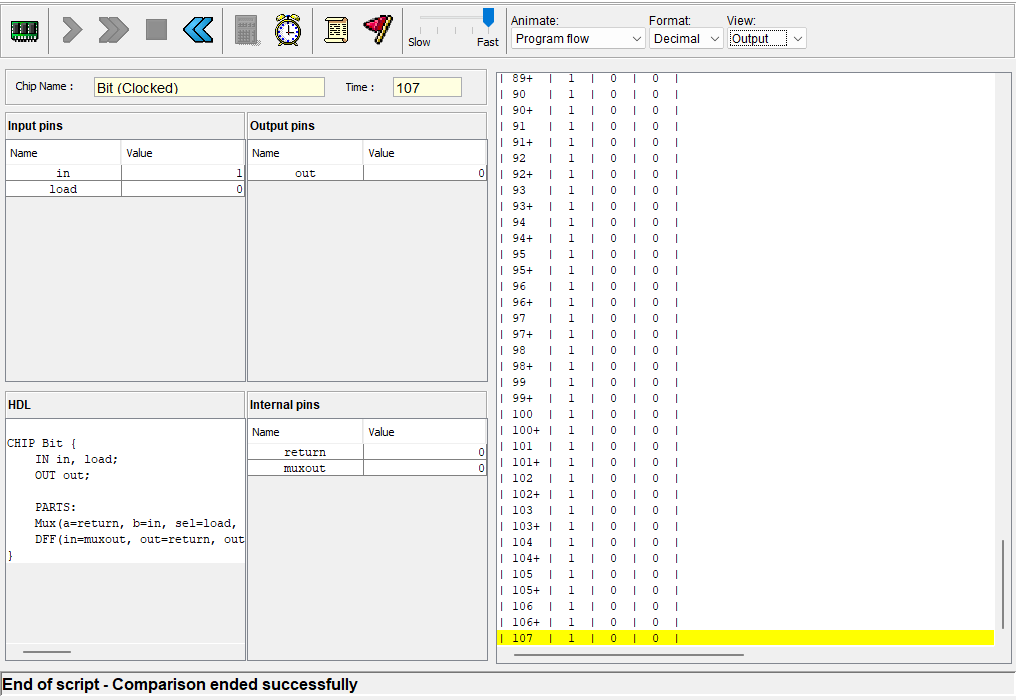 Animate: Format: View:
Slow Fast Program flow Decimal Output
Chip Name : Bit (Clocked) Time : 107
Input pins
Name Value
in 1
load 0
Output pins
Name Value
out 0
HDL
CHIP Bit {
    IN in, load;
    OUT out;
    PARTS:
    Mux(a=return, b=in, sel=load,
    DFF(in=muxout, out=return, out
}
Internal pins
Name Value
return 0
muxout 0
| 89+ | 1 | 0 | 0 |
| 90 | 1 | 0 | 0 |
| 90+ | 1 | 0 | 0 |
| 91 | 1 | 0 | 0 |
| 91+ | 1 | 0 | 0 |
| 92 | 1 | 0 | 0 |
| 92+ | 1 | 0 | 0 |
| 93 | 1 | 0 | 0 |
| 93+ | 1 | 0 | 0 |
| 94 | 1 | 0 | 0 |
| 94+ | 1 | 0 | 0 |
| 95 | 1 | 0 | 0 |
| 95+ | 1 | 0 | 0 |
| 96 | 1 | 0 | 0 |
| 96+ | 1 | 0 | 0 |
| 97 | 1 | 0 | 0 |
| 97+ | 1 | 0 | 0 |
| 98 | 1 | 0 | 0 |
| 98+ | 1 | 0 | 0 |
| 99 | 1 | 0 | 0 |
| 99+ | 1 | 0 | 0 |
| 100 | 1 | 0 | 0 |
| 100+ | 1 | 0 | 0 |
| 101 | 1 | 0 | 0 |
| 101+ | 1 | 0 | 0 |
| 102 | 1 | 0 | 0 |
| 102+ | 1 | 0 | 0 |
| 103 | 1 | 0 | 0 |
| 103+ | 1 | 0 | 0 |
| 104 | 1 | 0 | 0 |
| 104+ | 1 | 0 | 0 |
| 105 | 1 | 0 | 0 |
| 105+ | 1 | 0 | 0 |
| 106 | 1 | 0 | 0 |
| 106+ | 1 | 0 | 0 |
| 107 | 1 | 0 | 0 |
End of script - Comparison ended successfully